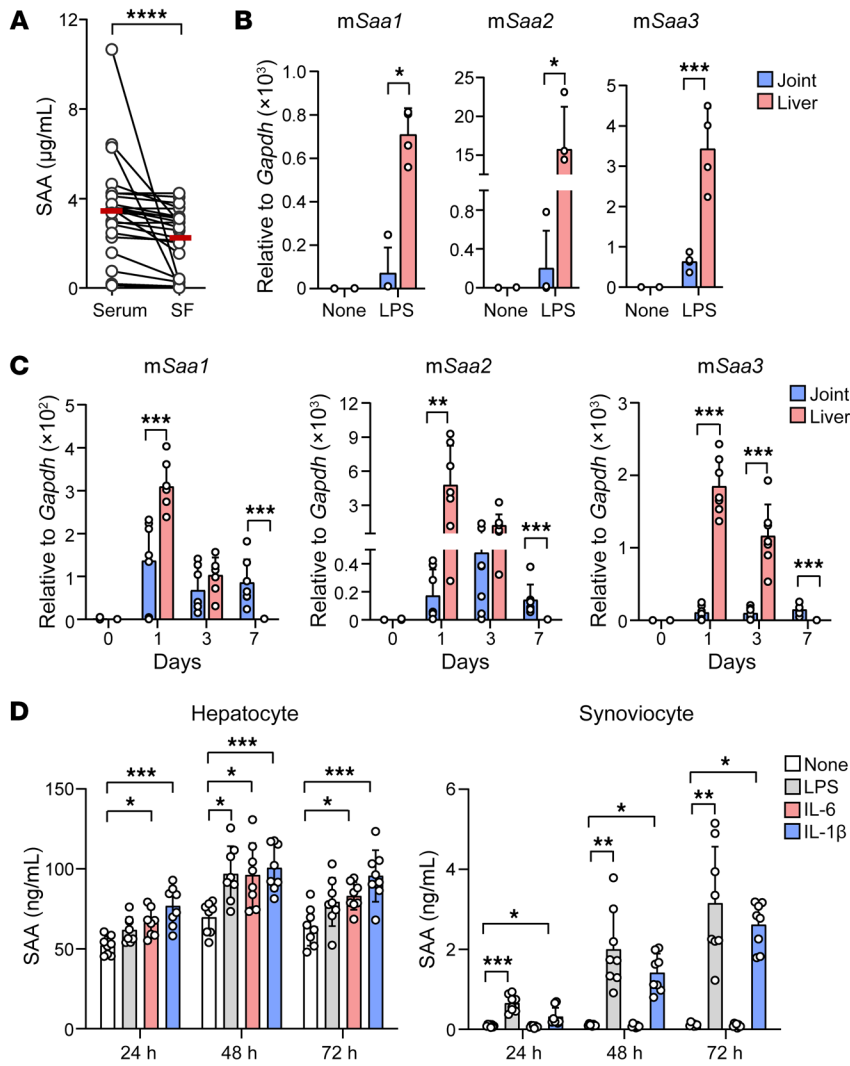 A
****
12
8
4
0
SAA (μg/mL)
Serum SF
B
mSaa1 mSaa2 mSaa3
Joint
Liver
Relative to Gapdh (×10³)
1.0
0.8
0.6
0.4
0.2
0
*
None LPS
25
20
15
0.8
0.4
0
*
None LPS
5
4
3
2
1
0
***
None LPS
C
mSaa1 mSaa2 mSaa3
Joint
Liver
Relative to Gapdh (×10²)
5
4
3
2
1
0
***
***
0 1 3 7
Days
Relative to Gapdh (×10³)
12
9
6
3
0.4
0.2
0
**
***
0 1 3 7
Days
Relative to Gapdh (×10³)
3
2
1
0
***
***
***
0 1 3 7
Days
D
Hepatocyte
SAA (ng/mL)
150
100
50
0
***
*
***
*
*
***
*
24 h 48 h 72 h
Synoviocyte
None
LPS
IL-6
IL-1β
SAA (ng/mL)
6
4
2
0
*
***
*
**
*
**
24 h 48 h 72 h